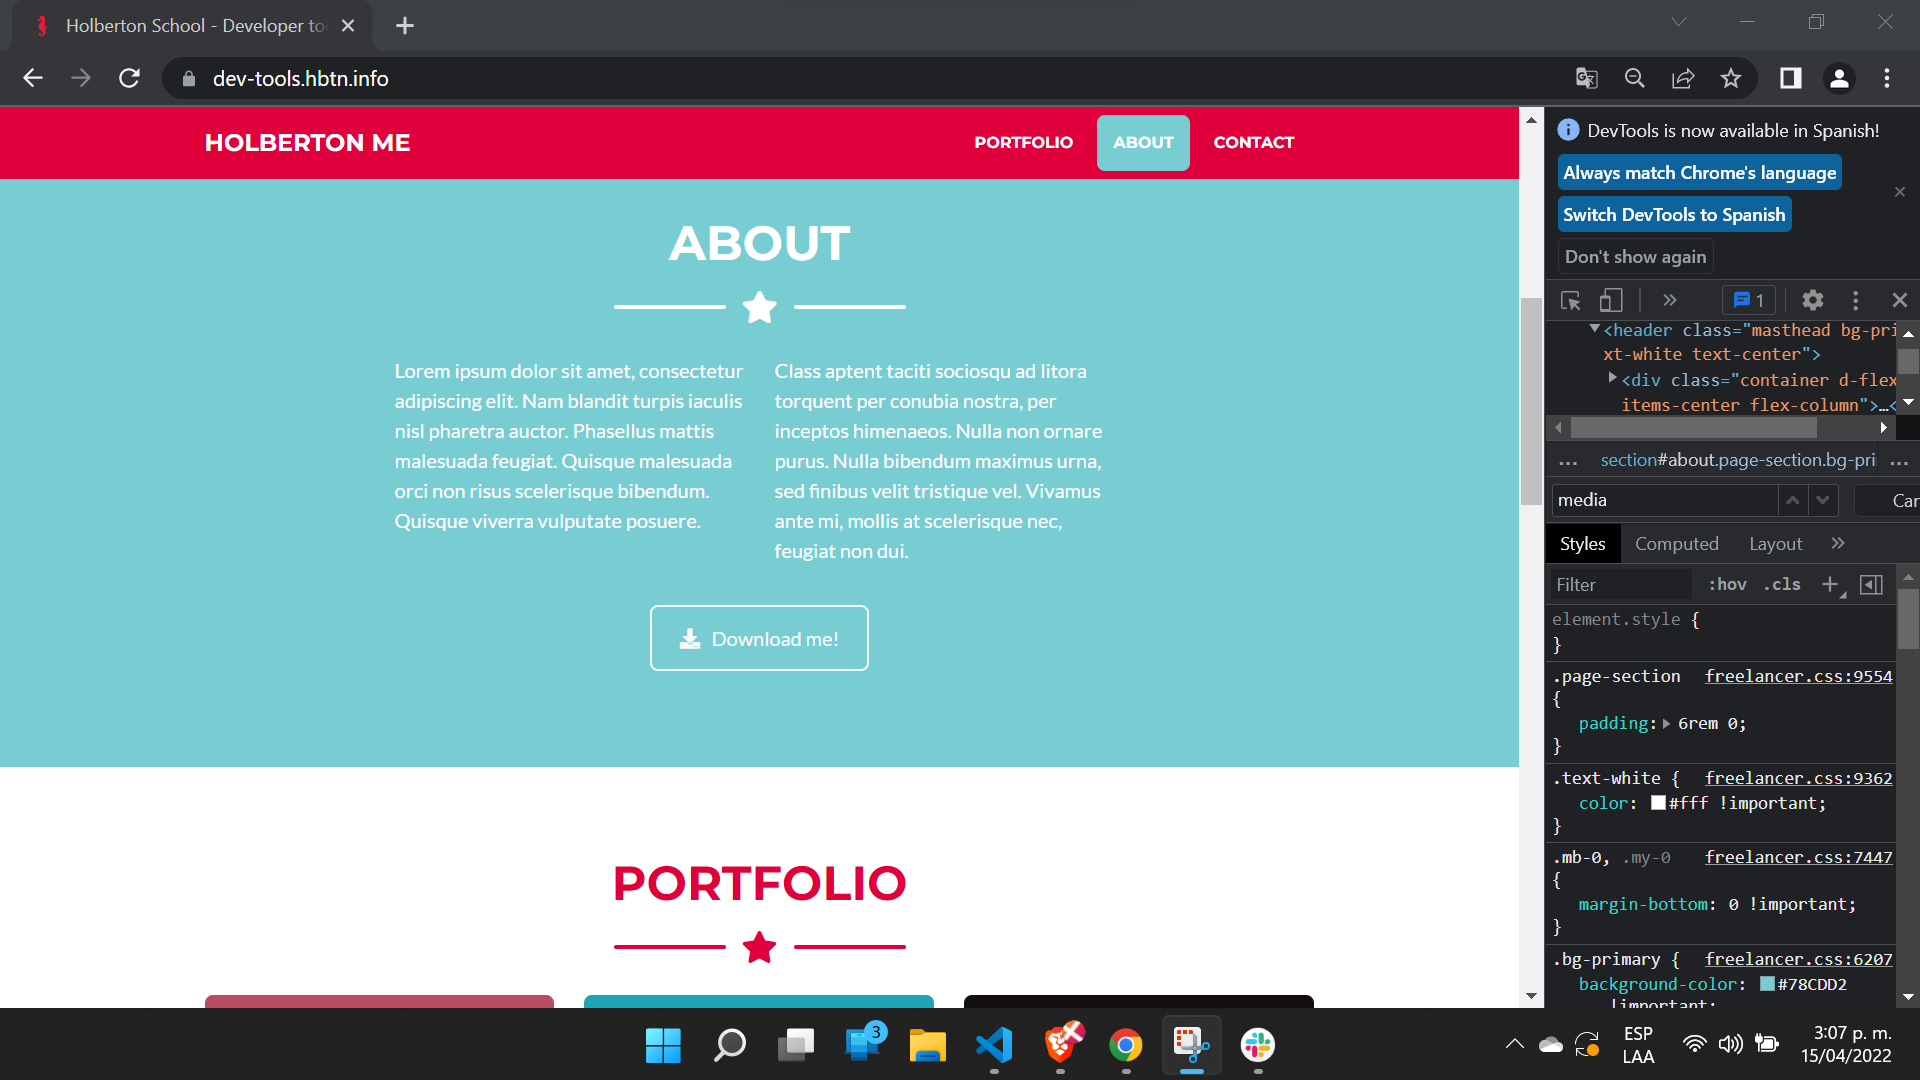 Holberton School - Developer to
dev-tools.hbtn.info
HOLBERTON ME
PORTFOLIO
ABOUT
CONTACT
ABOUT
Lorem ipsum dolor sit amet, consectetur
adipiscing elit. Nam blandit turpis iaculis
nisl pharetra auctor. Phasellus mattis
malesuada feugiat. Quisque malesuada
orci non risus scelerisque bibendum.
Quisque viverra vulputate posuere.
Class aptent taciti sociosqu ad litora
torquent per conubia nostra, per
inceptos himenaeos. Nulla non ornare
purus. Nulla bibendum maximus urna,
sed finibus velit tristique vel. Vivamus
ante mi, mollis at scelerisque nec,
feugiat non dui.
Download me!
PORTFOLIO
DevTools is now available in Spanish!
Always match Chrome's language
Switch DevTools to Spanish
Don't show again
1
<header class="masthead bg-pri
xt-white text-center">
<div class="container d-flex
items-center flex-column">…<
... section#about.page-section.bg-pri ...
media
Can
Styles Computed Layout
Filter :hov .cls
element.style {
}
.page-section freelancer.css:9554
{
padding: 6rem 0;
}
.text-white { freelancer.css:9362
color: #fff !important;
}
.mb-0, .my-0 freelancer.css:7447
{
margin-bottom: 0 !important;
}
.bg-primary { freelancer.css:6207
background-color: #78CDD2
!important;
3
ESP
LAA
3:07 p. m.
15/04/2022